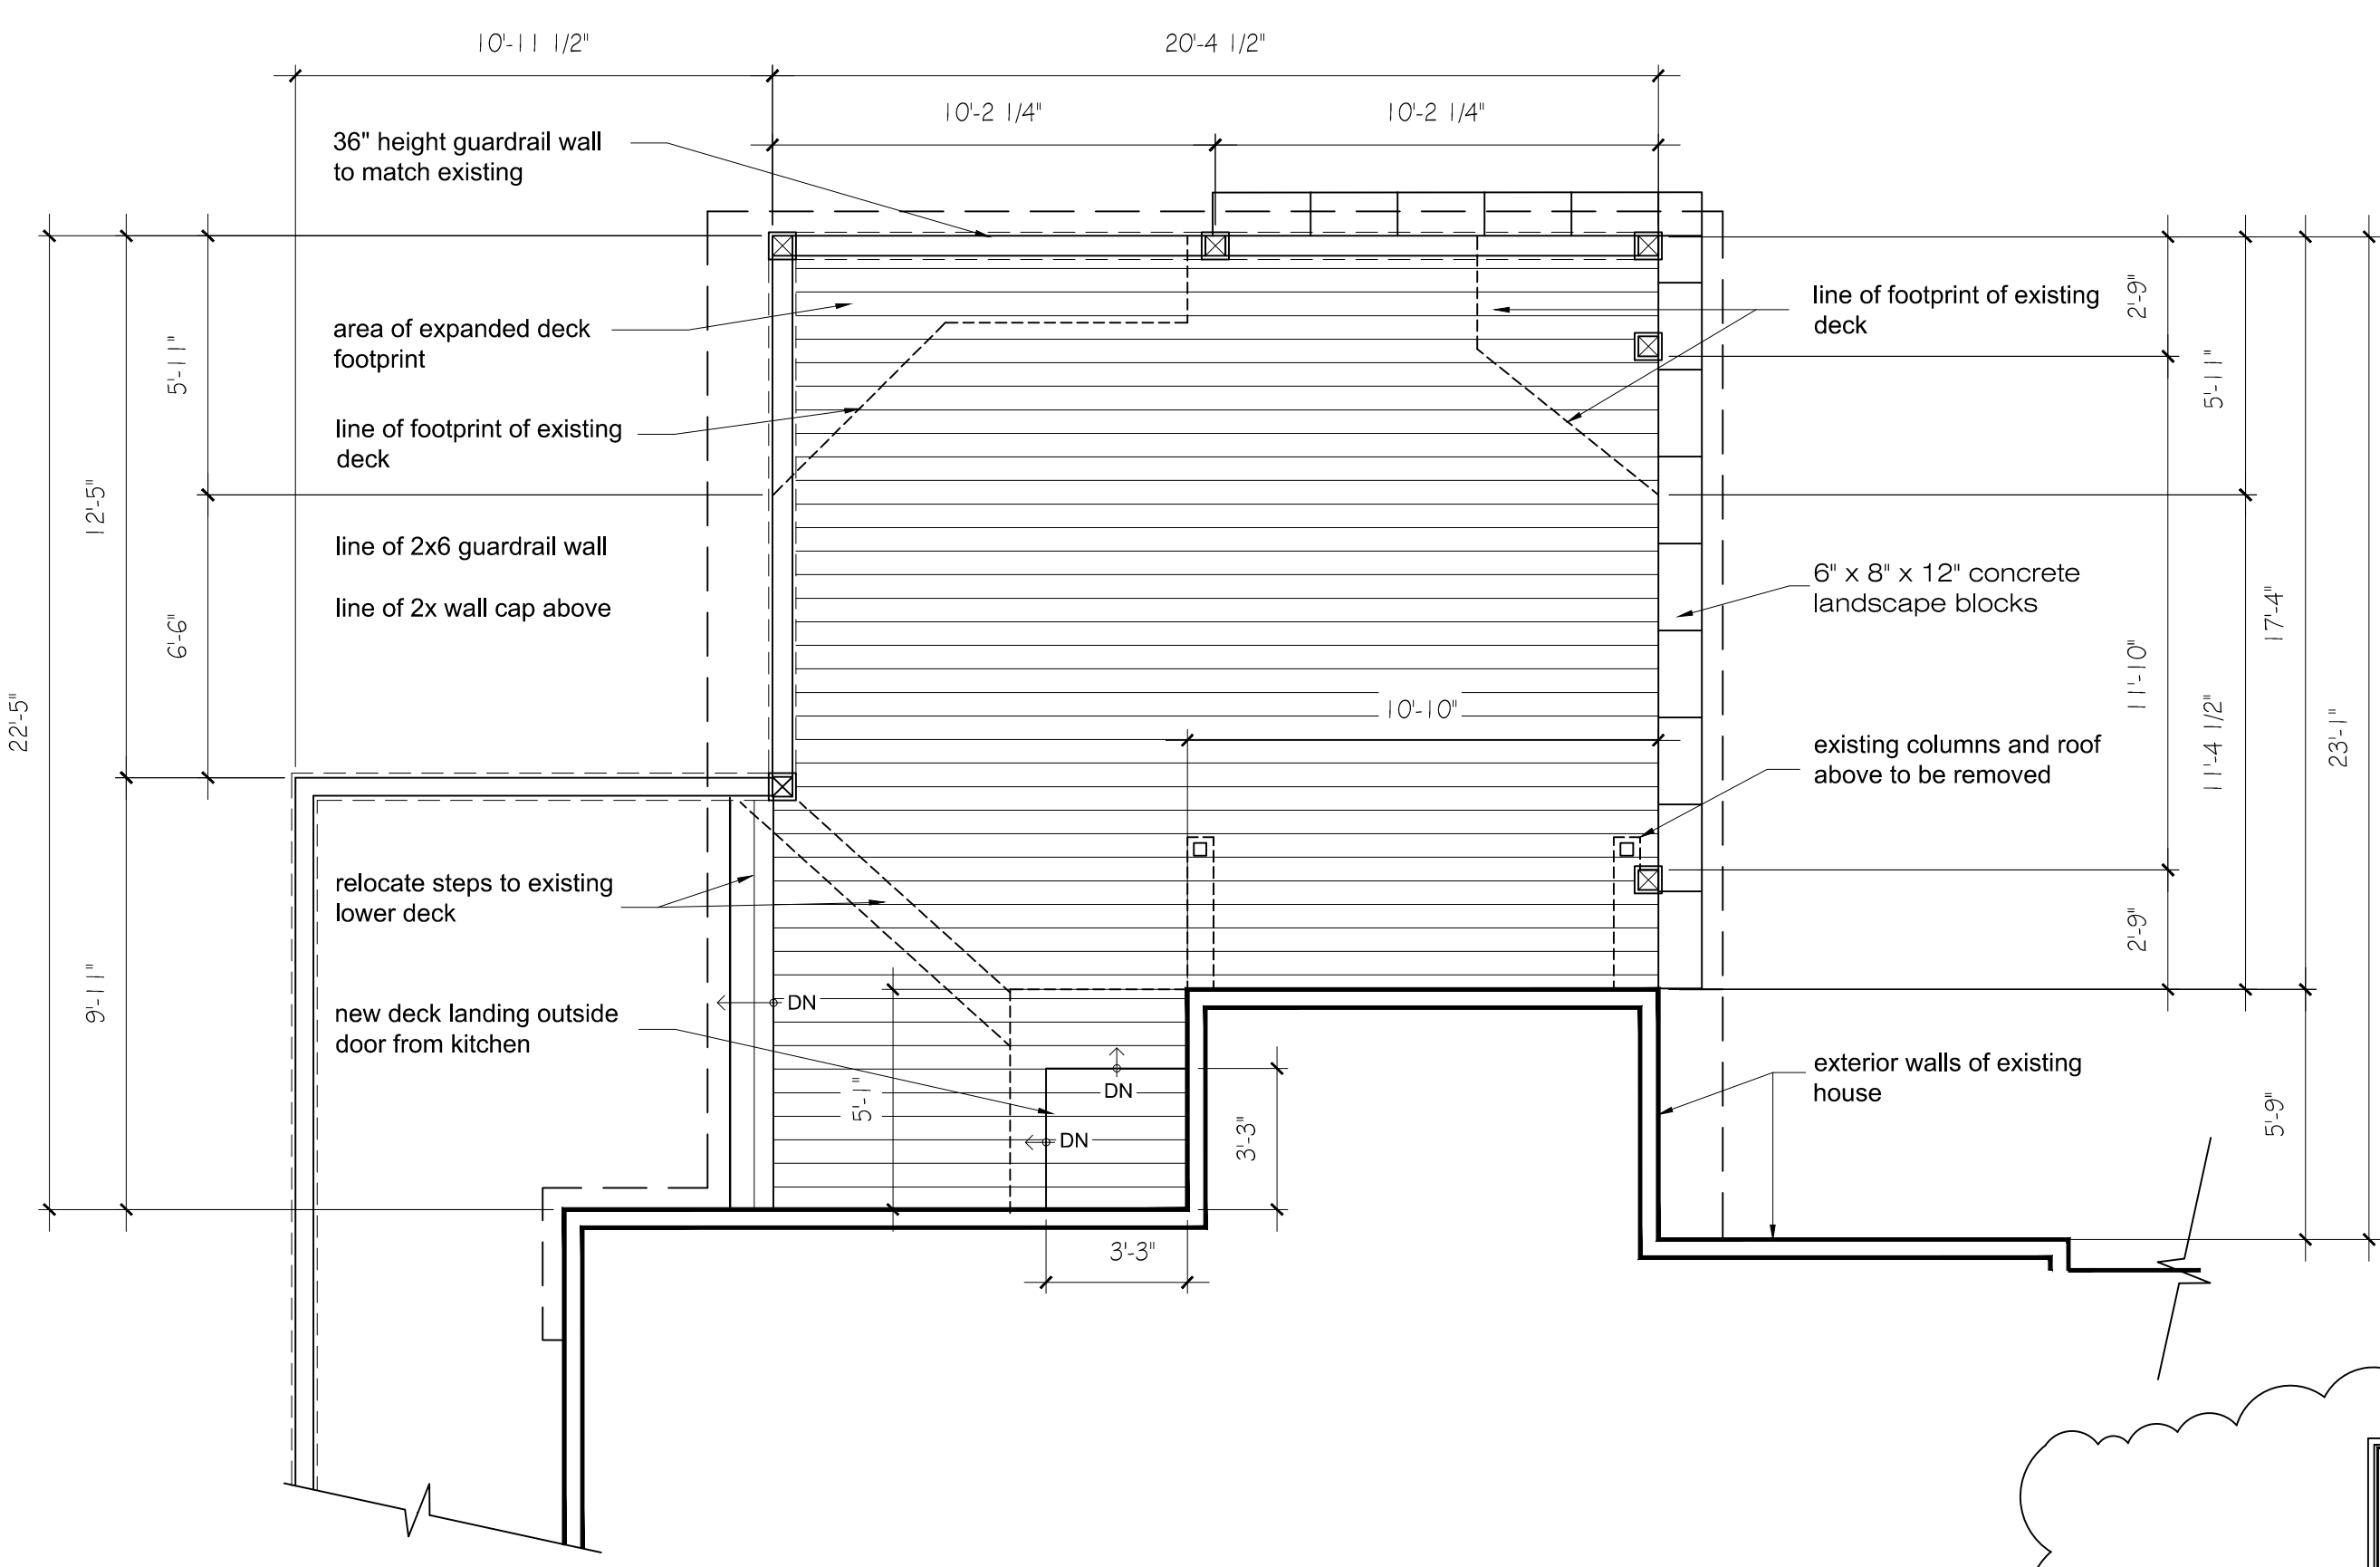 10'-11 1/2"
20'-4 1/2"
10'-2 1/4"
10'-2 1/4"
36" height guardrail wall
to match existing
area of expanded deck
footprint
line of footprint of existing
deck
line of 2x6 guardrail wall
line of 2x wall cap above
relocate steps to existing
lower deck
new deck landing outside
door from kitchen
22'-5"
12'-5"
9'-11"
5'-11"
6'-6"
10'-10"
DN
DN
DN
5'-1"
3'-3"
3'-3"
line of footprint of existing
deck
6" x 8" x 12" concrete
landscape blocks
existing columns and roof
above to be removed
exterior walls of existing
house
2'-9"
11'-10"
2'-9"
5'-11"
11'-4 1/2"
17'-4"
5'-9"
23'-1"